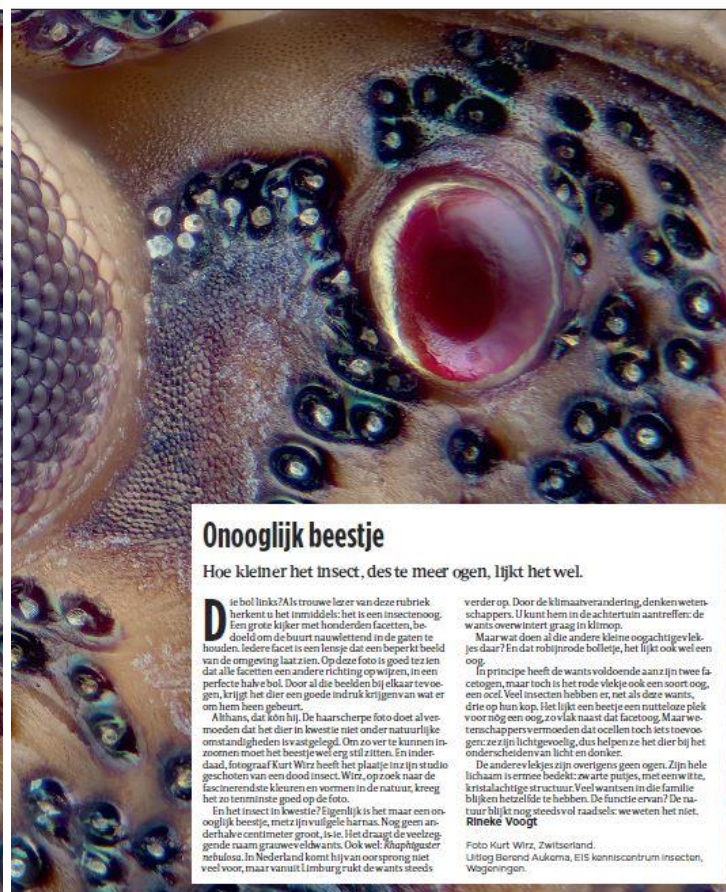 Onooglijk beestje
Hoe kleiner het insect, des te meer ogen, lijkt het wel.
Die bol links? Als trouwe lezer van deze rubriek
herkent u het inmiddels: het is een insectenoog.
Een grote kijker met honderden facetten, be-
doeld om de buurt nauwlettend in de gaten te
houden. Ieder facet is een lensje dat een beperkt beeld
van de omgeving laat zien. Op deze foto is goed te zien
dat alle facetten een andere richting op wijzen, in een
perfecte halve bol. Door al die beelden bij elkaar te voe-
gen, krijgt het dier een goede indruk krijgen van wat er
om hem heen gebeurt.
Althans, dat kón hij. De haarscherpe foto doet al ver-
moeden dat het dier in kwestie niet onder natuurlijke
omstandigheden is vastgelegd. Om zo ver te kunnen in-
zoomen moet het beestje wel erg stil zitten. En inder-
daad, fotograaf Kurt Wirz heeft het plaatje in zijn studio
geschoten van een dood insect. Wirz, op zoek naar de
fascinerendste kleuren en vormen in de natuur, kreeg
het zo tenminste goed op de foto.
En het insect in kwestie? Eigenlijk is het maar een on-
ooglijk beestje, met zijn vuilgele harnas. Nog geen an-
derhalve centimeter groot, is-ie. Het draagt de veelzeg-
gende naam grauwe veldwants. Ook wel: Rhaphigaster
nebulosa. In Nederland komt hij van oorsprong niet
veel voor, maar vanuit Limburg rukt de wants steeds
verder op. Door de klimaatverandering, denken weten-
schappers. U kunt hem in de achtertuin aantreffen: de
wants overwintert graag in klimop.
Maar wat doen al die andere kleine oogachtige vlek-
jes daar? En dat robijnrode bolletje, het lijkt ook wel een
oog.
In principe heeft de wants voldoende aan zijn twee fa-
cetogen, maar toch is het rode vlekje ook een soort oog,
een ocel. Veel insecten hebben er, net als deze wants,
drie op hun kop. Het lijkt een beetje een nutteloze plek
voor nóg een oog, zo vlak naast dat facetoog. Maar we-
tenschappers vermoeden dat ocellen toch iets toevoe-
gen: ze zijn lichtgevoelig, dus helpen ze het dier bij het
onderscheiden van licht en donker.
De andere vlekjes zijn overigens geen ogen. Zijn hele
lichaam is ermee bedekt: zwarte putjes, met een witte,
kristalachtige structuur. Veel wantsen in die familie
blijken hetzelfde te hebben. De functie ervan? De na-
tuur blijkt nog steeds vol raadsels: we weten het niet.
Rineke Voogt
Foto Kurt Wirz, Zwitserland.
Uitleg Berend Aukema, EIS kenniscentrum insecten,
Wageningen.